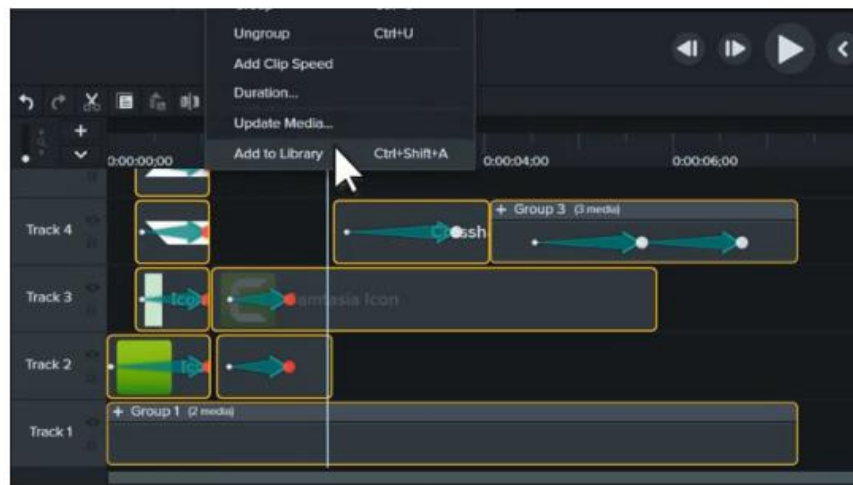 Ungroup Ctrl+U
Add Clip Speed
Duration...
Update Media...
Add to Library Ctrl+Shift+A
0:00:00;00 0:00:04;00 0:00:06;00
Track 4
+ Group 3 (3 media)
Track 3
Icon
Track 2
+ Group 1 (2 media)
Track 1